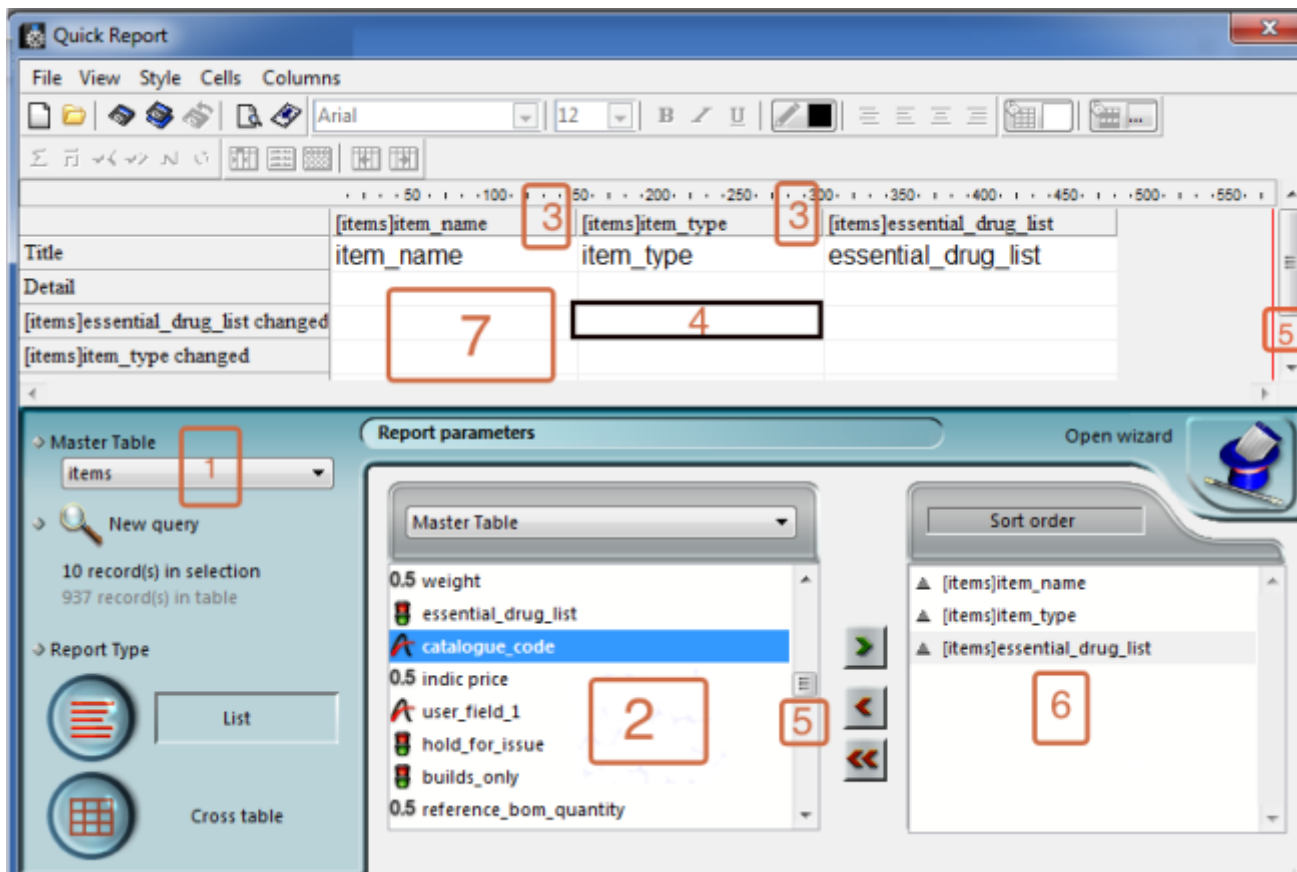 Quick Report
File View Style Cells Columns
Arial 12 B I U
50 100 50 200 250 300 350 400 450 500 550
[items]item_name 3 [items]item_type 3 [items]essential_drug_list
Title item_name item_type essential_drug_list
Detail
[items]essential_drug_list changed 7 4 5
[items]item_type changed
Master Table
items 1
New query
10 record(s) in selection
937 record(s) in table
Report Type
List
Cross table
Report parameters
Open wizard
Master Table
0.5 weight
essential_drug_list
catalogue_code
0.5 indic price
user_field_1
hold_for_issue
builds_only
0.5 reference_bom_quantity
2
5
Sort order
[items]item_name
[items]item_type
[items]essential_drug_list
6